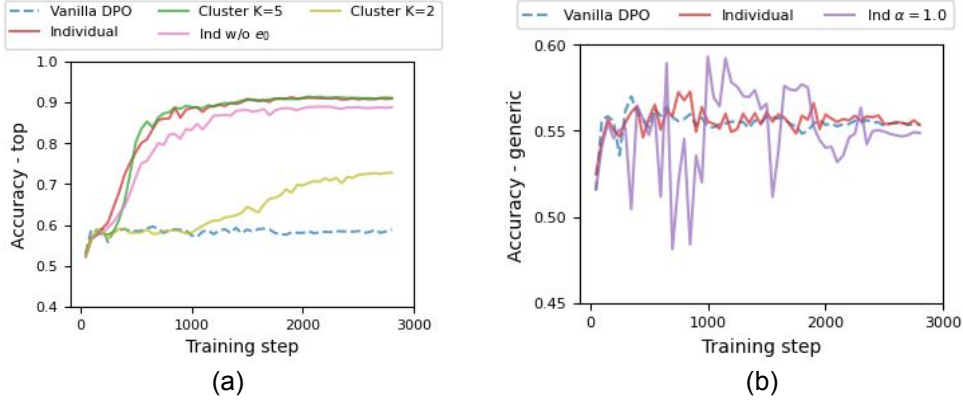 Vanilla DPO
Individual
Cluster K=5
Ind w/o e₀
Cluster K=2
1.0
0.9
0.8
0.7
0.6
0.5
0.4
Accuracy - top
0
1000
2000
3000
Training step
(a)
Vanilla DPO
Individual
Ind α = 1.0
0.60
0.55
0.50
0.45
Accuracy - generic
0
1000
2000
3000
Training step
(b)